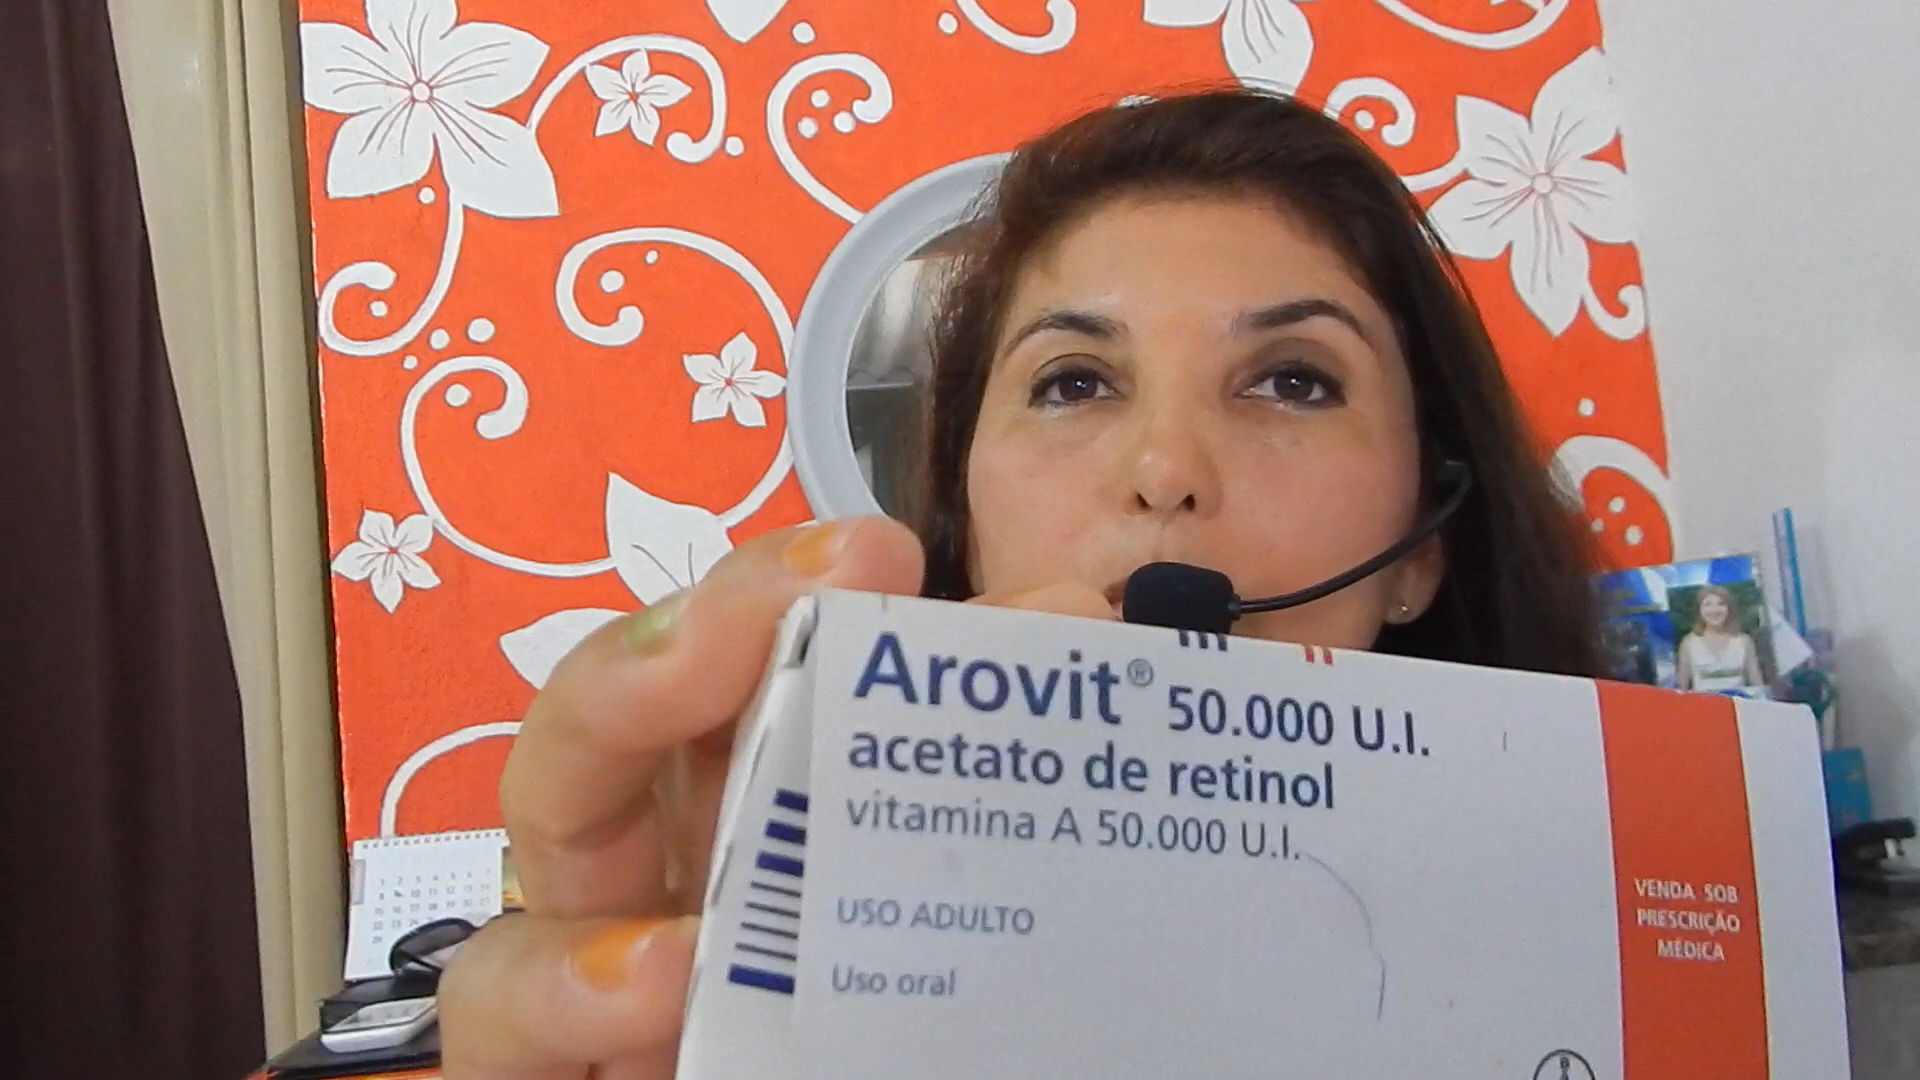 Arovit® 50.000 U.I.
acetato de retinol
vitamina A 50.000 U.I.
USO ADULTO
Uso oral
VENDA SOB
PRESCRIÇÃO
MÉDICA